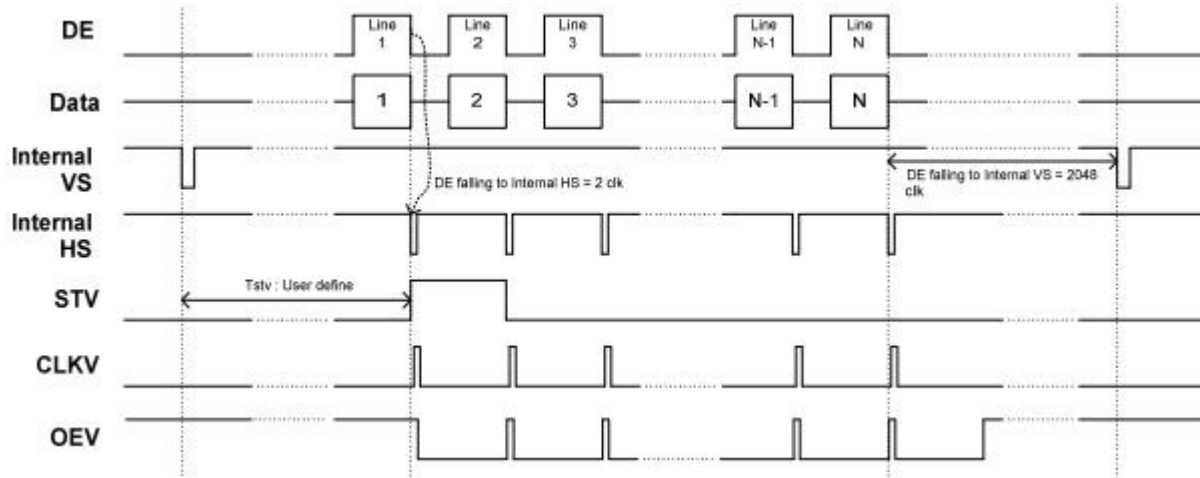 DE
Line
1
Line
2
Line
3
Line
N-1
Line
N
Data
1
2
3
N-1
N
Internal
VS
DE falling to Internal HS = 2 clk
DE falling to Internal VS = 2048
clk
Internal
HS
Tstv : User define
STV
CLKV
OEV